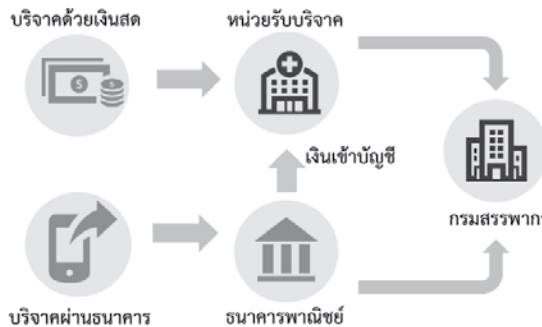 บริจาคด้วยเงินสด
หน่วยรับบริจาค
เงินเข้าบัญชี
บริจาคผ่านธนาคาร
ธนาคารพาณิชย์
กรมสรรพาก